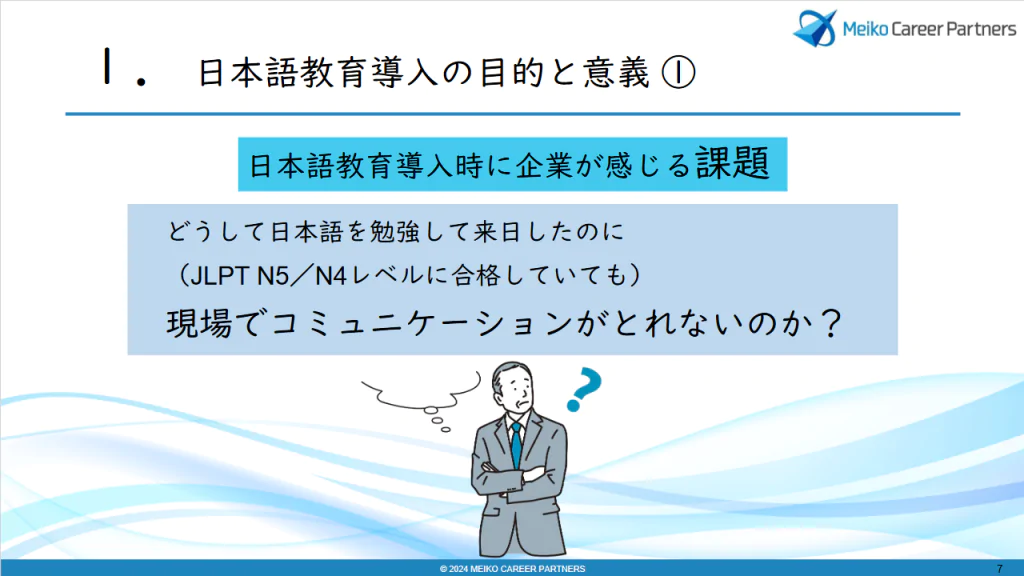 Meiko Career Partners
1. 日本語教育導入の目的と意義 ①
日本語教育導入時に企業が感じる課題
どうして日本語を勉強して来日したのに
（JLPT N5／N4レベルに合格していても）
現場でコミュニケーションがとれないのか？
?
© 2024 MEIKO CAREER PARTNERS
7